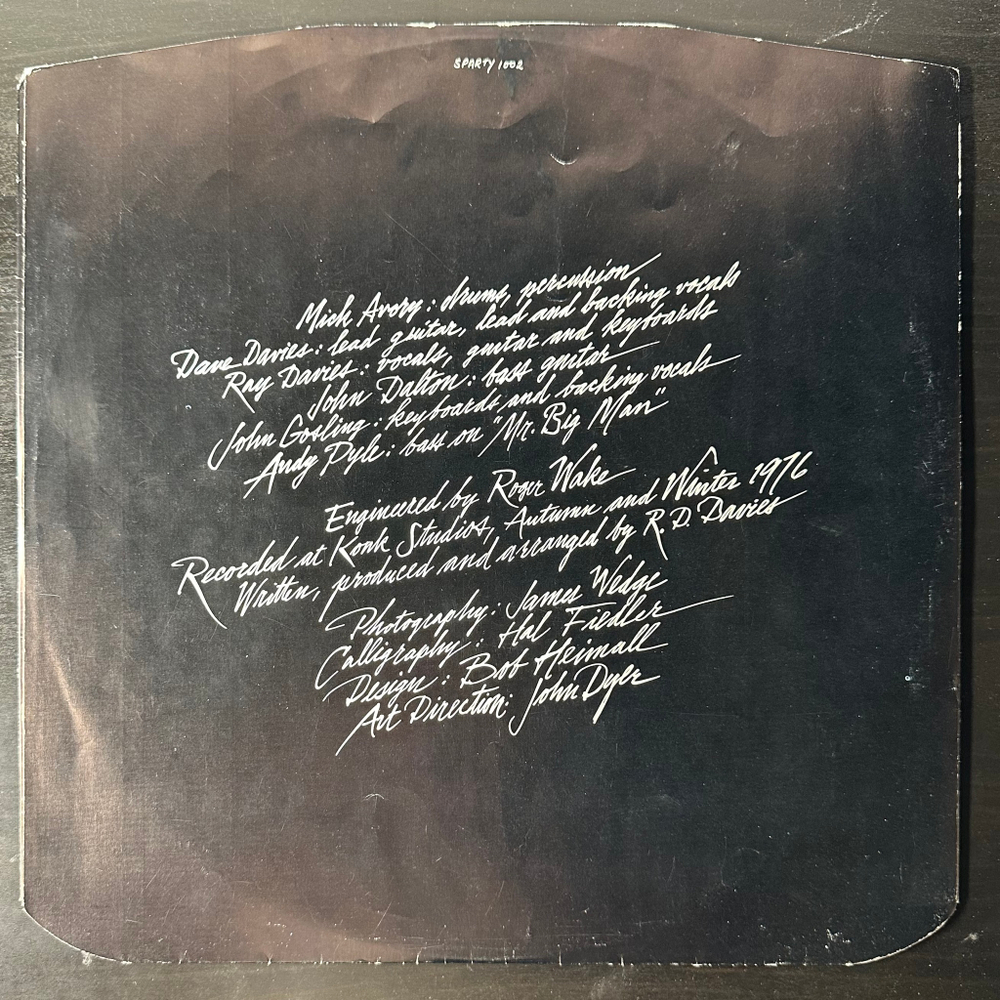 SPARTY 1002
Mick Avory: drums, percussion
Dave Davies: lead guitar, lead and backing vocals
Ray Davies: vocals, guitar and keyboards
John Dalton: bass guitar
John Gosling: keyboards and backing vocals
Andy Pyle: bass on "Mr. Big Man"
Engineered by Roger Wake
Recorded at Konk Studios, Autumn and Winter 1976
Written, produced and arranged by R. D. Davies
Photography: James Wedge
Calligraphy: Hal Fiedler
Design: Bob Heimall
Art Direction: John Dyer